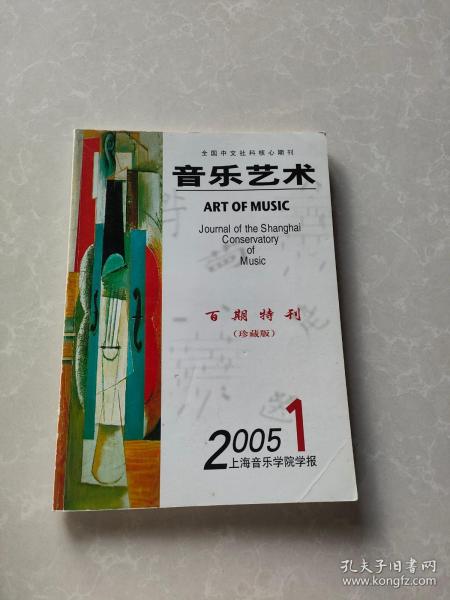 全国中文社科核心期刊
音乐艺术
ART OF MUSIC
Journal of the Shanghai
Conservatory
of
Music
百期特刊
（珍藏版）
2005 1
上海音乐学院学报
孔夫子旧书网
www.kongfz.com